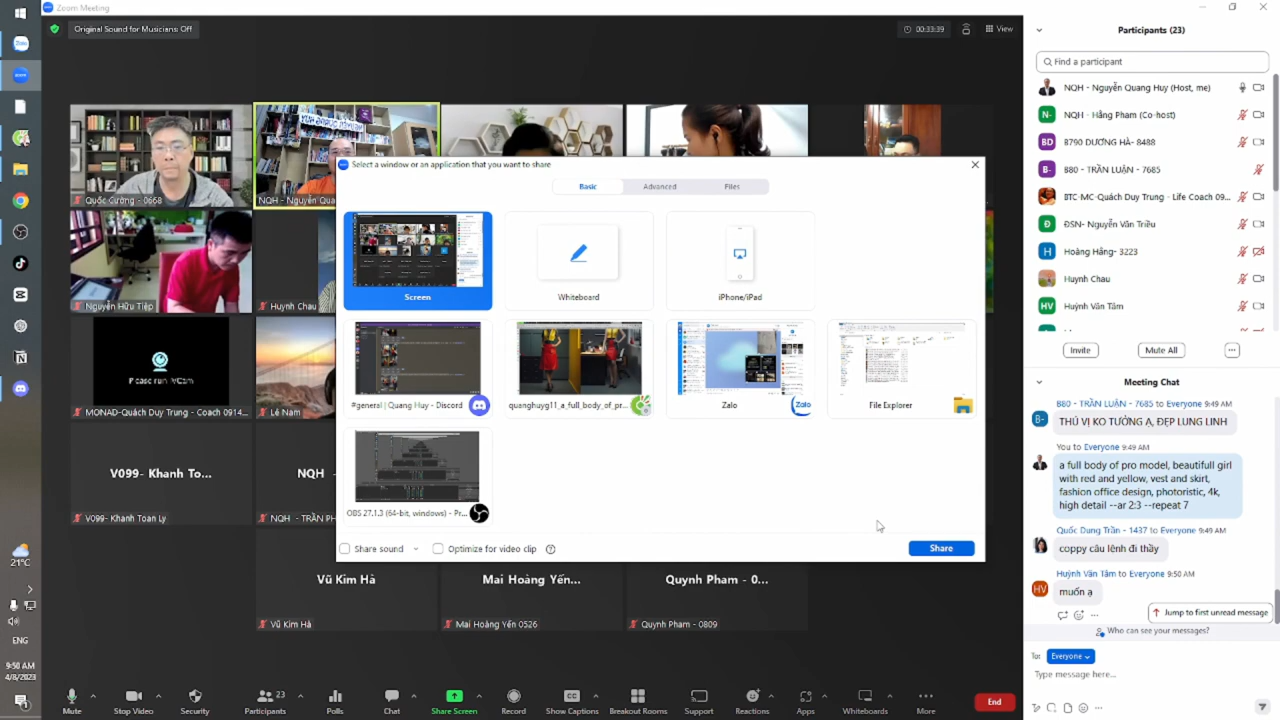 Zoom Meeting
Original Sound for Musicians: Off
00:33:39
View
Quốc Cường - 0668
NQH - Nguyễn Qua
Nguyễn Hữu Tiệp
Huynh Chau
MONAD-Quách Duy Trung - Coach 0914...
Lê Nam
V099- Khanh To...
V099- Khanh Toan Ly
NQH -
NQH - TRẦN PH
Vũ Kim Hà
Vũ Kim Hà
Mai Hoàng Yến...
Mai Hoàng Yến 0526
Quynh Pham - 0...
Quynh Pham - 0809
Select a window or an application that you want to share
Basic
Advanced
Files
Screen
Whiteboard
iPhone/iPad
#general | Quang Huy - Discord
quanghuyg11_a_full_body_of_pr...
Zalo
Zalo
File Explorer
OBS 27.1.3 (64-bit, windows) - Pr...
Share sound
Optimize for video clip
Share
Participants (23)
Find a participant
NQH - Nguyễn Quang Huy (Host, me)
N-
NQH - Hằng Pham (Co-host)
BD
B790 DƯƠNG HÀ- 8488
B-
B80 - TRẦN LUẬN - 7685
BTC-MC-Quách Duy Trung - Life Coach 09...
Đ
ĐSN- Nguyễn Văn Triều
H
Hoàng Hằng- 3223
Huynh Chau
HV
Huỳnh Văn Tâm
Invite
Mute All
Meeting Chat
B80 - TRẦN LUẬN - 7685 to Everyone 9:49 AM
B-
THÚ VỊ KO TƯỞNG Ạ, ĐẸP LUNG LINH
You to Everyone 9:49 AM
a full body of pro model, beautifull girl
with red and yellow, vest and skirt,
fashion office design, photoristic, 4k,
high detail --ar 2:3 --repeat 7
Quốc Dung Trần - 1437 to Everyone 9:49 AM
coppy câu lệnh đi thầy
Huỳnh Văn Tâm to Everyone 9:50 AM
HV
muốn ạ
Jump to first unread message
Who can see your messages?
To:
Everyone
Type message here...
Mute
Stop Video
Security
23
Participants
Polls
Chat
Share Screen
Record
CC
Show Captions
Breakout Rooms
Support
Reactions
Apps
Whiteboards
More
End
21°C
ENG
9:50 AM
4/8/2023